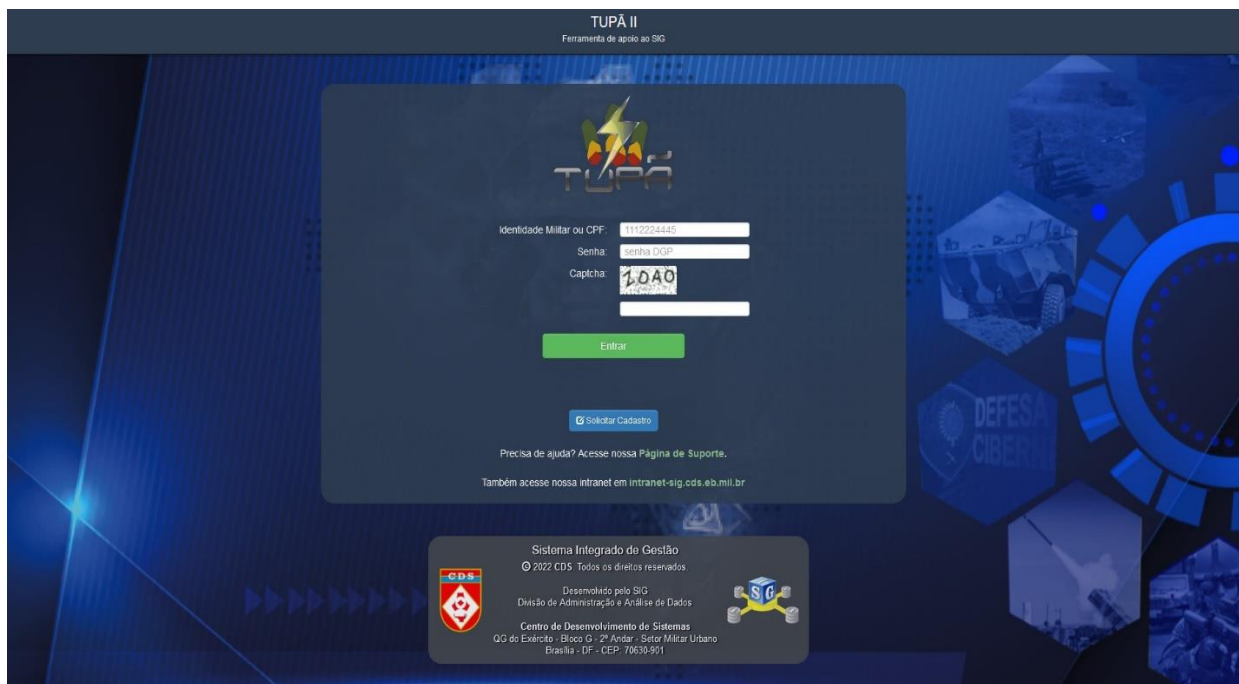 TUPÃ II
Ferramenta de apoio ao SIG
TUPÃ
Identidade Militar ou CPF: 1112224445
Senha: senha DGP
Captcha: 2OAO
Entrar
Solicitar Cadastro
Precisa de ajuda? Acesse nossa Página de Suporte.
Também acesse nossa intranet em intranet-sig.cds.eb.mil.br
DEFESA
Sistema Integrado de Gestão
© 2022 CDS. Todos os direitos reservados.
CDS
Desenvolvido pelo SIG
SIG
Divisão de Administração e Análise de Dados
Centro de Desenvolvimento de Sistemas
QG do Exército - Bloco G - 2º Andar - Setor Militar Urbano
Brasília - DF - CEP: 70630-901